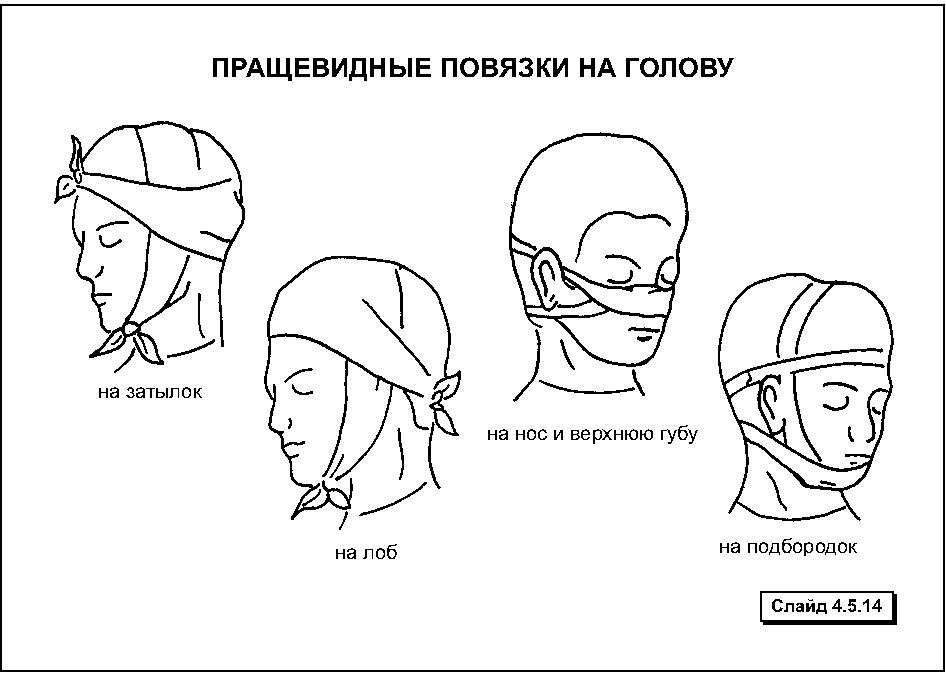 ПРАЩЕВИДНЫЕ ПОВЯЗКИ НА ГОЛОВУ
на затылок
на нос и верхнюю губу
на лоб
на подбородок
Слайд 4.5.14